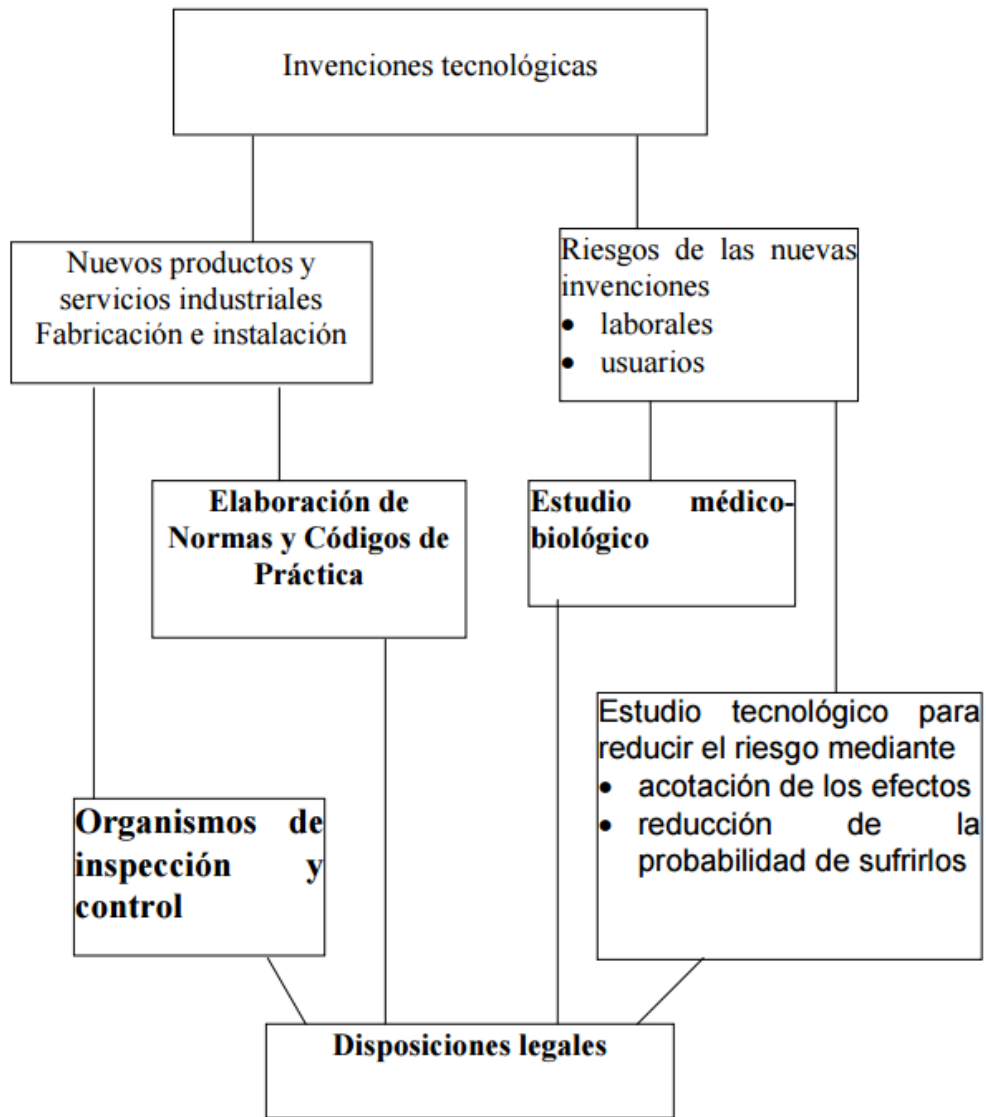 Invenciones tecnológicas
Nuevos productos y
servicios industriales
Fabricación e instalación
Riesgos de las nuevas
invenciones
• laborales
• usuarios
Elaboración de
Normas y Códigos de
Práctica
Estudio médico-
biológico
Estudio tecnológico para
reducir el riesgo mediante
• acotación de los efectos
• reducción de la
probabilidad de sufrirlos
Organismos de
inspección y
control
Disposiciones legales